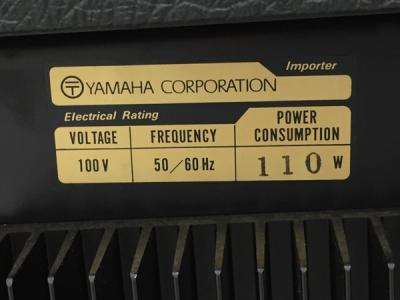 Importer
YAMAHA CORPORATION
Electrical Rating
VOLTAGE FREQUENCY POWER CONSUMPTION
100V 50/60Hz 110 W